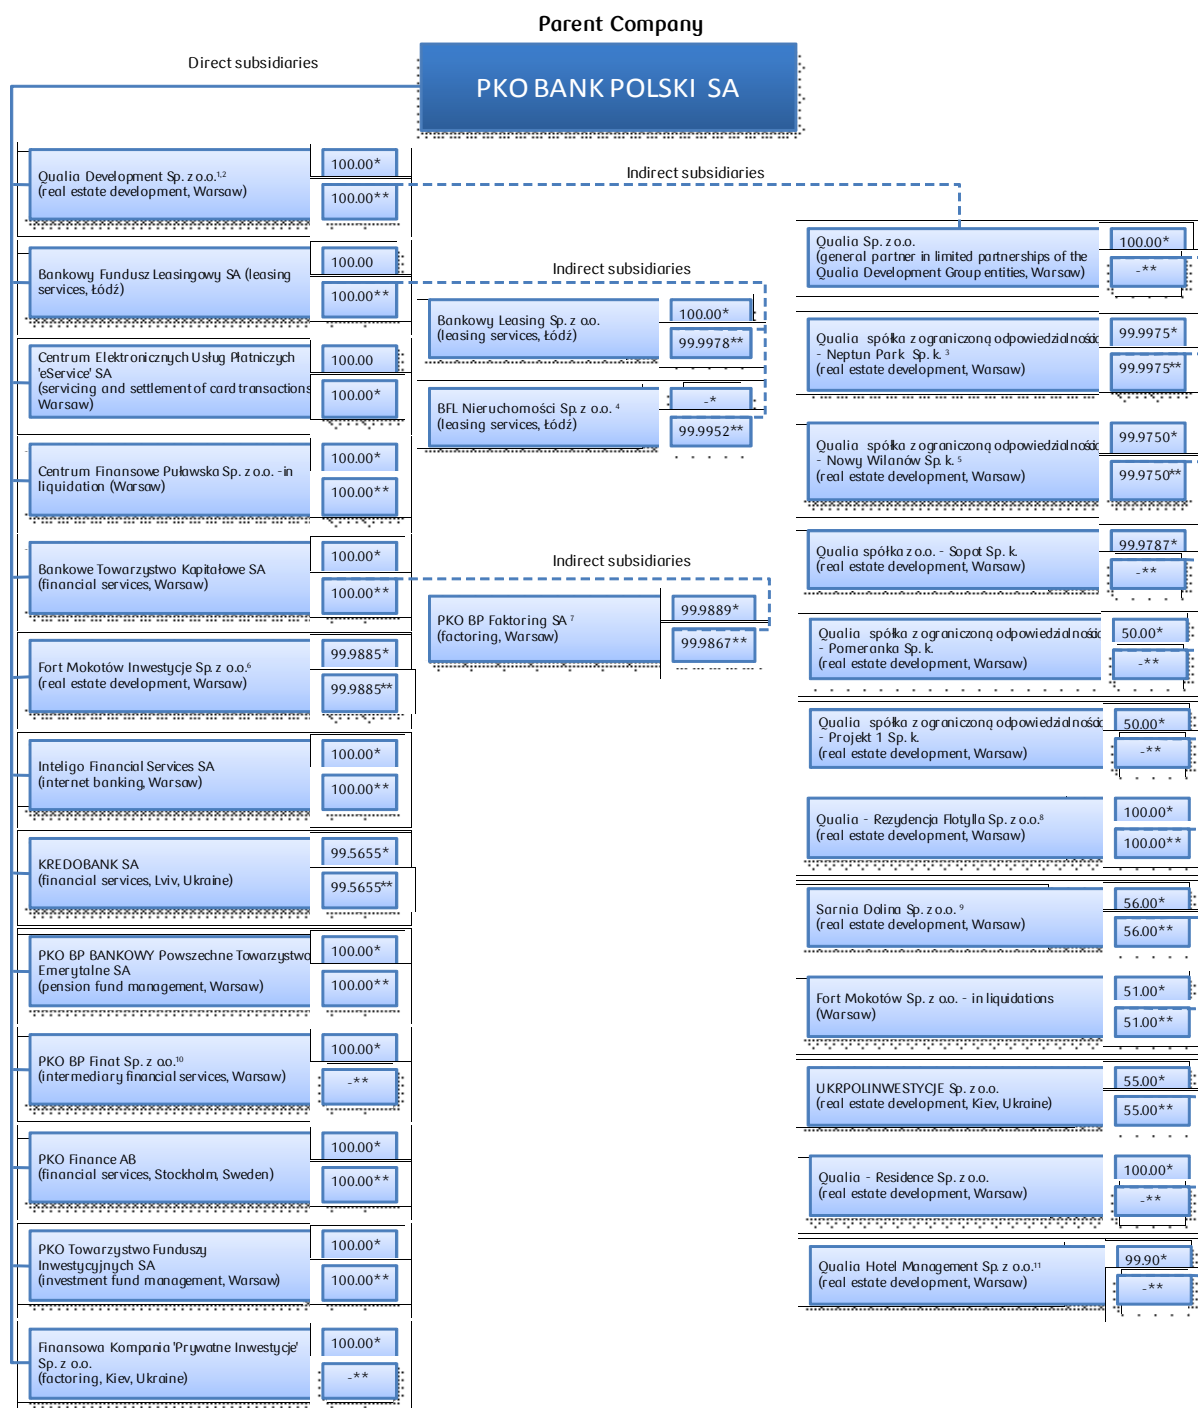 Parent Company
Direct subsidiaries
PKO BANK POLSKI SA
Qualia Development Sp. z o.o.1,2
(real estate development, Warsaw)
100.00*
100.00**
Indirect subsidiaries
Bankowy Fundusz Leasingowy SA (leasing
services, Łódź)
100.00
100.00**
Indirect subsidiaries
Bankowy Leasing Sp. z o.o.
(leasing services, Łódź)
100.00*
99.9978**
BFL Nieruchomości Sp. z o.o. 4
(leasing services, Łódź)
-*
99.9952**
Centrum Elektronicznych Usług Płatniczych
'eService' SA
(servicing and settlement of card transactions
Warsaw)
100.00
100.00*
Centrum Finansowe Puławska Sp. z o.o. -in
liquidation (Warsaw)
100.00*
100.00**
Bankowe Towarzystwo Kapitałowe SA
(financial services, Warsaw)
100.00*
100.00**
Indirect subsidiaries
PKO BP Faktoring SA 7
(factoring, Warsaw)
99.9889*
99.9867**
Fort Mokotów Inwestycje Sp. z o.o.6
(real estate development, Warsaw)
99.9885*
99.9885**
Inteligo Financial Services SA
(internet banking, Warsaw)
100.00*
100.00**
KREDOBANK SA
(financial services, Lviv, Ukraine)
99.5655*
99.5655**
PKO BP BANKOWY Powszechne Towarzystwo
Emerytalne SA
(pension fund management, Warsaw)
100.00*
100.00**
PKO BP Finat Sp. z o.o.10
(intermediary financial services, Warsaw)
100.00*
-**
PKO Finance AB
(financial services, Stockholm, Sweden)
100.00*
100.00**
PKO Towarzystwo Funduszy
Inwestycyjnych SA
(investment fund management, Warsaw)
100.00*
100.00**
Finansowa Kompania 'Prywatne Inwestycje'
Sp. z o.o.
(factoring, Kiev, Ukraine)
100.00*
-**
Qualia Sp. z o.o.
(general partner in limited partnerships of the
Qualia Development Group entities, Warsaw)
100.00*
-**
Qualia spółka z ograniczoną odpowiedzialnością
- Neptun Park Sp. k. 3
(real estate development, Warsaw)
99.9975*
99.9975**
Qualia spółka z ograniczoną odpowiedzialnością
- Nowy Wilanów Sp. k. 5
(real estate development, Warsaw)
99.9750*
99.9750**
Qualia spółka z o.o. - Sopot Sp. k.
(real estate development, Warsaw)
99.9787*
-**
Qualia spółka z ograniczoną odpowiedzialnością
- Pomeranka Sp. k.
(real estate development, Warsaw)
50.00*
-**
Qualia spółka z ograniczoną odpowiedzialnością
- Projekt 1 Sp. k.
(real estate development, Warsaw)
50.00*
-**
Qualia - Rezydencja Flotylla Sp. z o.o.8
(real estate development, Warsaw)
100.00*
100.00**
Sarnia Dolina Sp. z o.o. 9
(real estate development, Warsaw)
56.00*
56.00**
Fort Mokotów Sp. z o.o. - in liquidations
(Warsaw)
51.00*
51.00**
UKRPOLINWESTYCJE Sp. z o.o.
(real estate development, Kiev, Ukraine)
55.00*
55.00**
Qualia - Residence Sp. z o.o.
(real estate development, Warsaw)
100.00*
-**
Qualia Hotel Management Sp. z o.o.11
(real estate development, Warsaw)
99.90*
-**